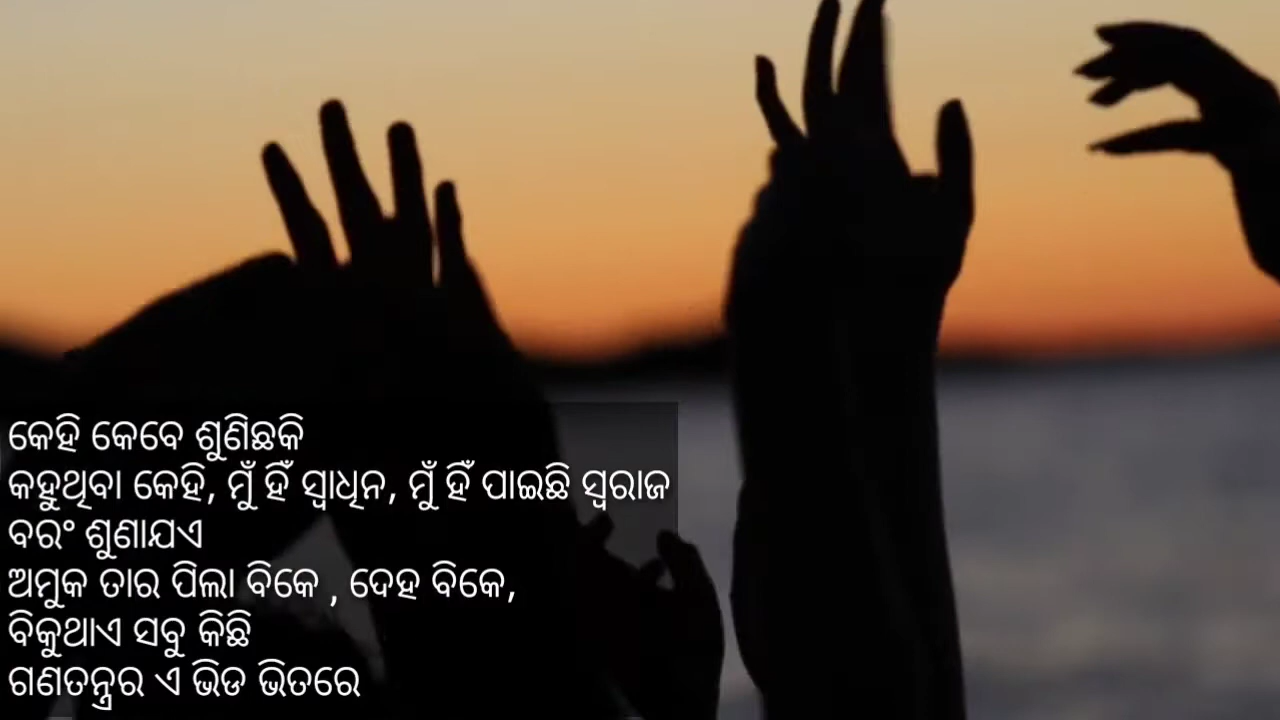 କେହି କେବେ ଶୁଣିଛକି
କହୁଥିବା କେହି, ମୁଁ ହିଁ ସ୍ୱାଧିନ, ମୁଁ ହିଁ ପାଇଛି ସ୍ୱରାଜ
ବରଂ ଶୁଣାଯଏ
ଅମୁକ ତାର ପିଲା ବିକେ , ଦେହ ବିକେ,
ବିକୁଥାଏ ସବୁ କିଛି
ଗଣତନ୍ତ୍ରର ଏ ଭିଡ ଭିତରେ